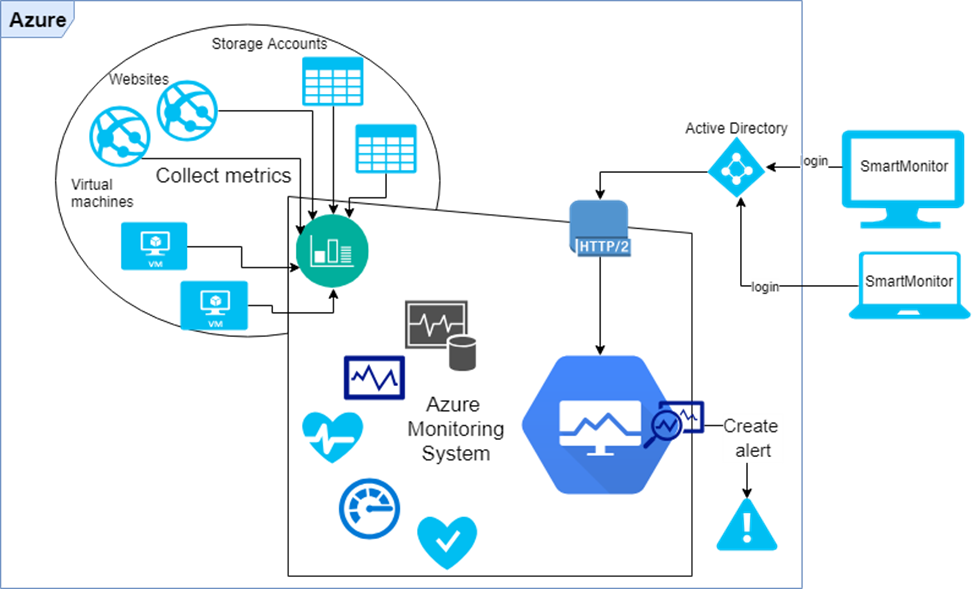 Azure
Storage Accounts
Websites
Collect metrics
Virtual
machines
VM
VM
Active Directory
login
SmartMonitor
HTTP/2
login
SmartMonitor
Azure
Monitoring
System
Create
alert